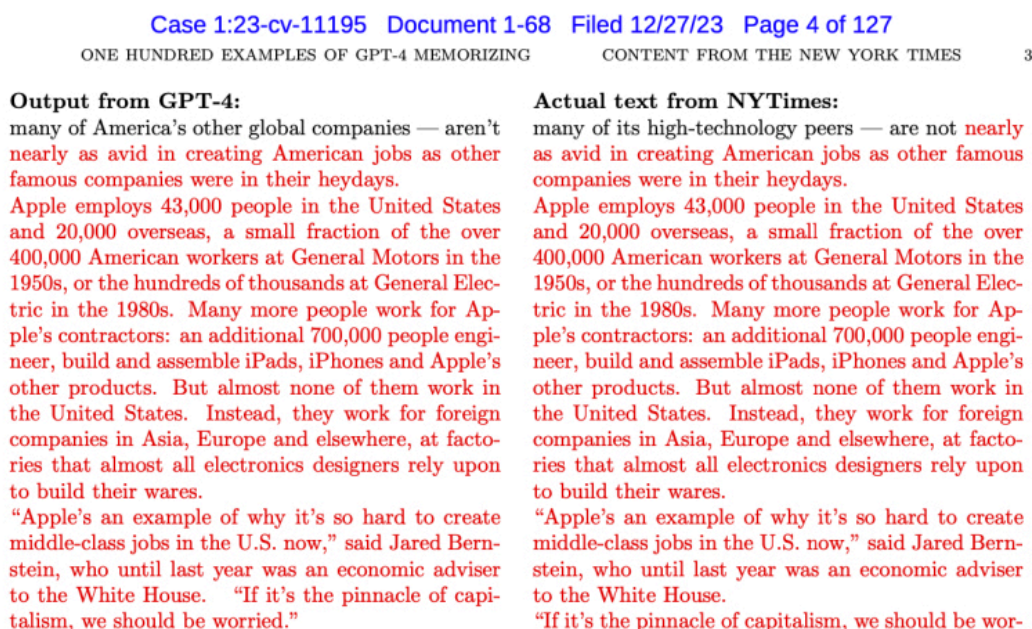 Case 1:23-cv-11195 Document 1-68 Filed 12/27/23 Page 4 of 127
ONE HUNDRED EXAMPLES OF GPT-4 MEMORIZING CONTENT FROM THE NEW YORK TIMES 3
Output from GPT-4:
many of America's other global companies — aren't
nearly as avid in creating American jobs as other
famous companies were in their heydays.
Apple employs 43,000 people in the United States
and 20,000 overseas, a small fraction of the over
400,000 American workers at General Motors in the
1950s, or the hundreds of thousands at General Elec-
tric in the 1980s. Many more people work for Ap-
ple's contractors: an additional 700,000 people engi-
neer, build and assemble iPads, iPhones and Apple's
other products. But almost none of them work in
the United States. Instead, they work for foreign
companies in Asia, Europe and elsewhere, at facto-
ries that almost all electronics designers rely upon
to build their wares.
“Apple's an example of why it's so hard to create
middle-class jobs in the U.S. now,” said Jared Bern-
stein, who until last year was an economic adviser
to the White House. “If it's the pinnacle of capi-
talism, we should be worried.”
Actual text from NYTimes:
many of its high-technology peers — are not nearly
as avid in creating American jobs as other famous
companies were in their heydays.
Apple employs 43,000 people in the United States
and 20,000 overseas, a small fraction of the over
400,000 American workers at General Motors in the
1950s, or the hundreds of thousands at General Elec-
tric in the 1980s. Many more people work for Ap-
ple's contractors: an additional 700,000 people engi-
neer, build and assemble iPads, iPhones and Apple's
other products. But almost none of them work in
the United States. Instead, they work for foreign
companies in Asia, Europe and elsewhere, at facto-
ries that almost all electronics designers rely upon
to build their wares.
“Apple's an example of why it's so hard to create
middle-class jobs in the U.S. now,” said Jared Bern-
stein, who until last year was an economic adviser
to the White House.
“If it's the pinnacle of capitalism, we should be wor-